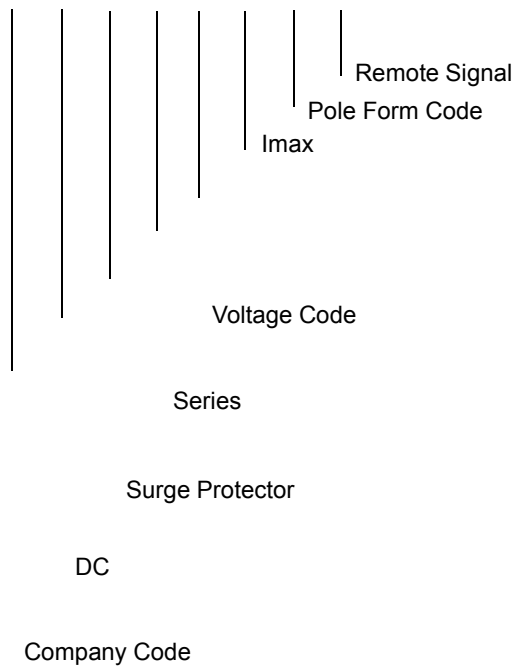 Remote Signal
Pole Form Code
Imax
Voltage Code
Series
Surge Protector
DC
Company Code